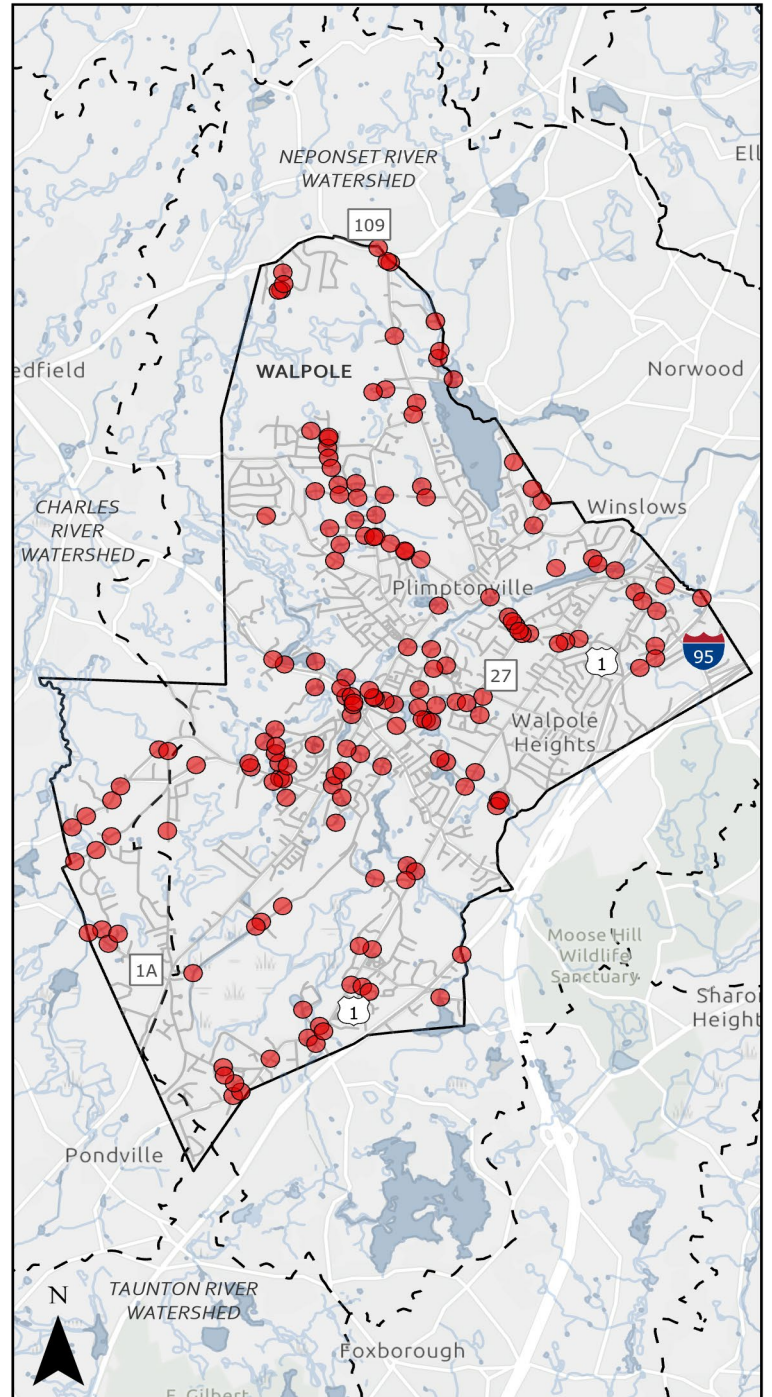 NEPONSET RIVER
WATERSHED
Ell
109
edfield
WALPOLE
Norwood
CHARLES
RIVER
WATERSHED
Winslows
Plimptonville
27
1
95
Walpole
Heights
Moose Hill
Wildlife
Sanctuary
1A
Sharo
Height
1
Pondville
TAUNTON RIVER
WATERSHED
N
Foxborough
F. Gilbert